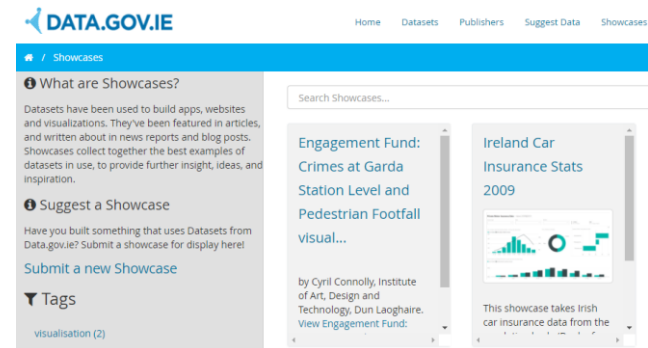 DATA.GOV.IE
Home Datasets Publishers Suggest Data Showcases
/ Showcases
What are Showcases?
Datasets have been used to build apps, websites
and visualizations. They've been featured in articles,
and written about in news reports and blog posts.
Showcases collect together the best examples of
datasets in use, to provide further insight, ideas, and
inspiration.
Suggest a Showcase
Have you built something that uses Datasets from
Data.gov.ie? Submit a showcase for display here!
Submit a new Showcase
Tags
visualisation (2)
Search Showcases...
Engagement Fund:
Crimes at Garda
Station Level and
Pedestrian Footfall
visual...
by Cyril Connolly, Institute
of Art, Design and
Technology, Dun Laoghaire.
View Engagement Fund:
Ireland Car
Insurance Stats
2009
This showcase takes Irish
car insurance data from the